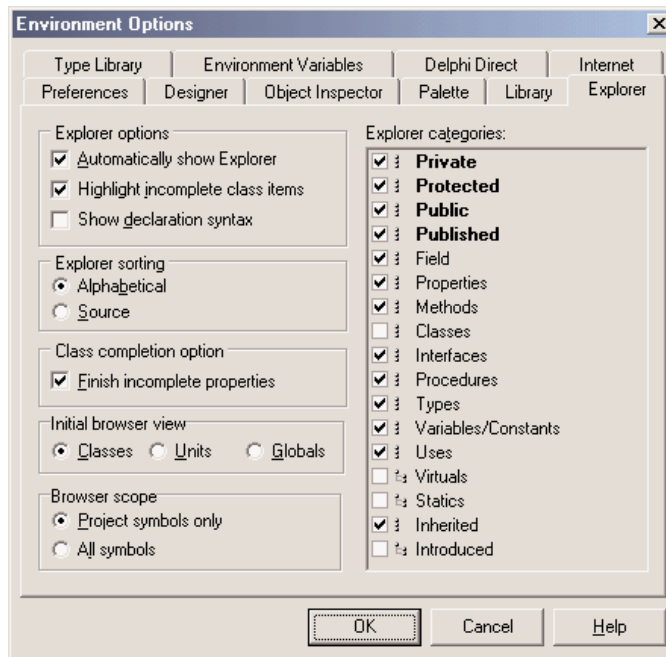 Environment Options
Type Library Environment Variables Delphi Direct Internet
Preferences Designer Object Inspector Palette Library Explorer
Explorer options
Automatically show Explorer
Highlight incomplete class items
Show declaration syntax
Explorer sorting
Alphabetical
Source
Class completion option
Finish incomplete properties
Initial browser view
Classes Units Globals
Browser scope
Project symbols only
All symbols
Explorer categories:
Private
Protected
Public
Published
Field
Properties
Methods
Classes
Interfaces
Procedures
Types
Variables/Constants
Uses
Virtuals
Statics
Inherited
Introduced
OK Cancel Help